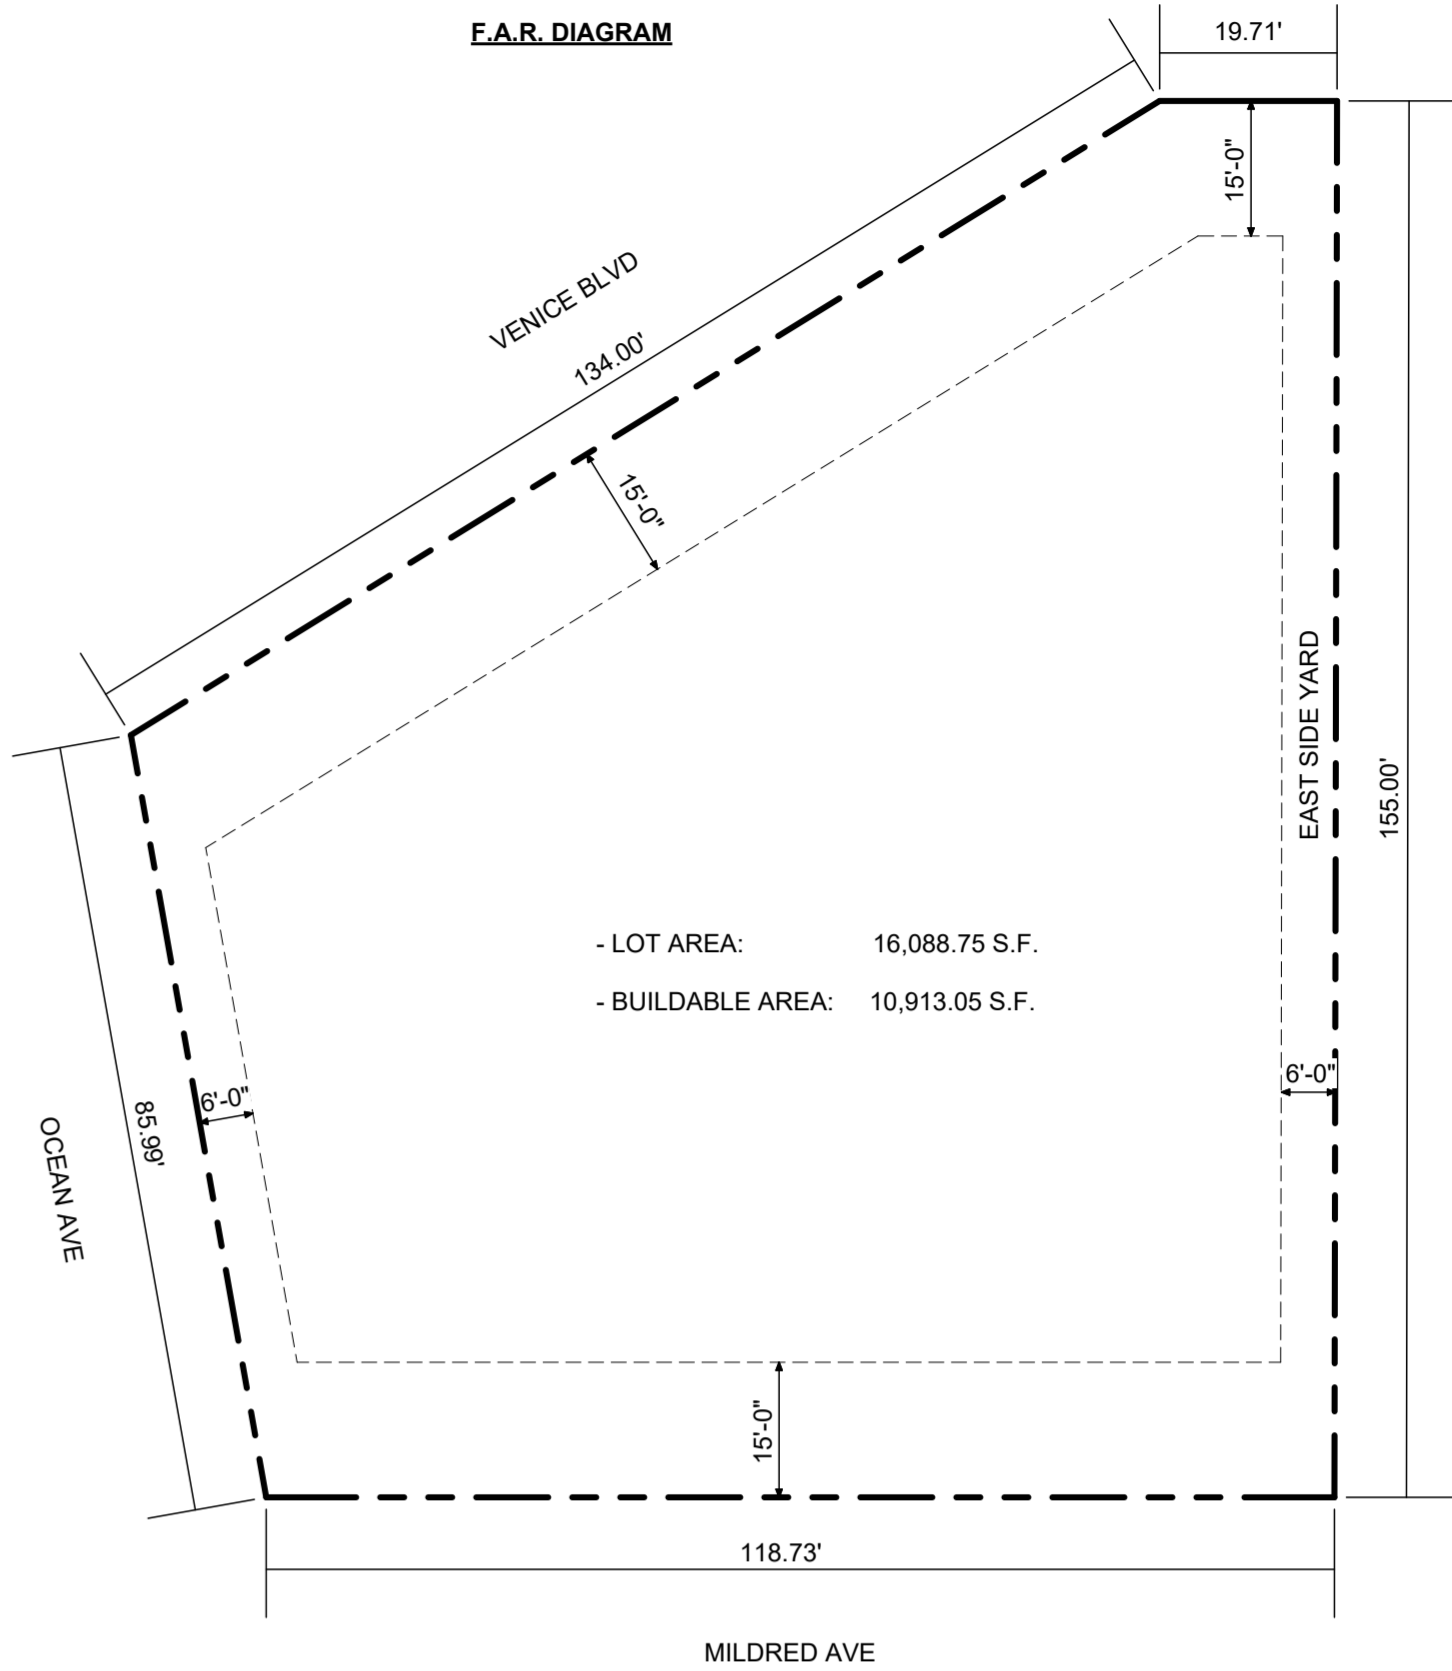 F.A.R. DIAGRAM
19.71'
15'-0"
VENICE BLVD
134.00'
15'-0"
EAST SIDE YARD
155.00'
- LOT AREA: 16,088.75 S.F.
- BUILDABLE AREA: 10,913.05 S.F.
6'-0"
6'-0"
85.99'
OCEAN AVE
15'-0"
118.73'
MILDRED AVE